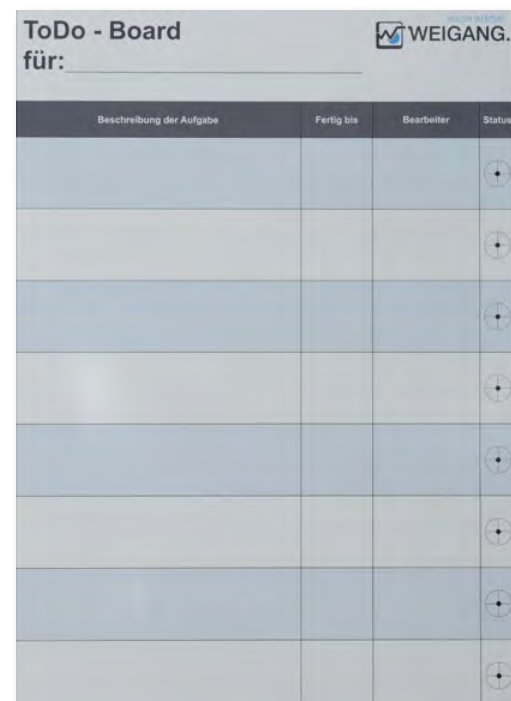 ToDo - Board
WEIGANG.
für:
Beschreibung der Aufgabe Fertig bis Bearbeiter Status